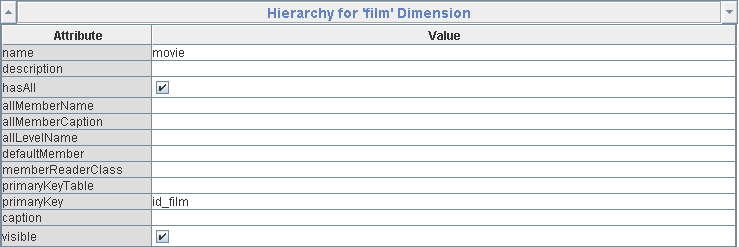 Hierarchy for 'film' Dimension
Attribute Value
name movie
description
hasAll
allMemberName
allMemberCaption
allLevelName
defaultMember
memberReaderClass
primaryKeyTable
primaryKey id_film
caption
visible